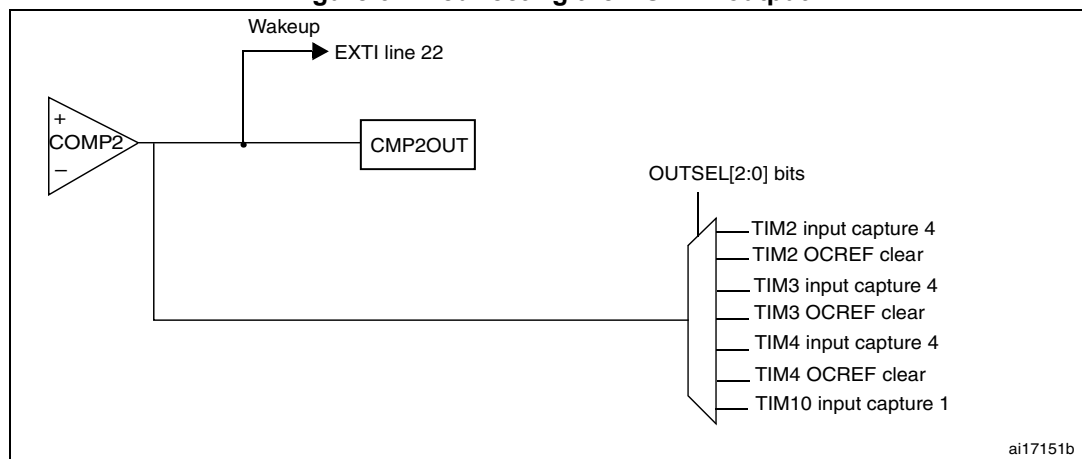 Wakeup
EXTI line 22
+
COMP2
−
CMP2OUT
OUTSEL[2:0] bits
TIM2 input capture 4
TIM2 OCREF clear
TIM3 input capture 4
TIM3 OCREF clear
TIM4 input capture 4
TIM4 OCREF clear
TIM10 input capture 1
ai17151b